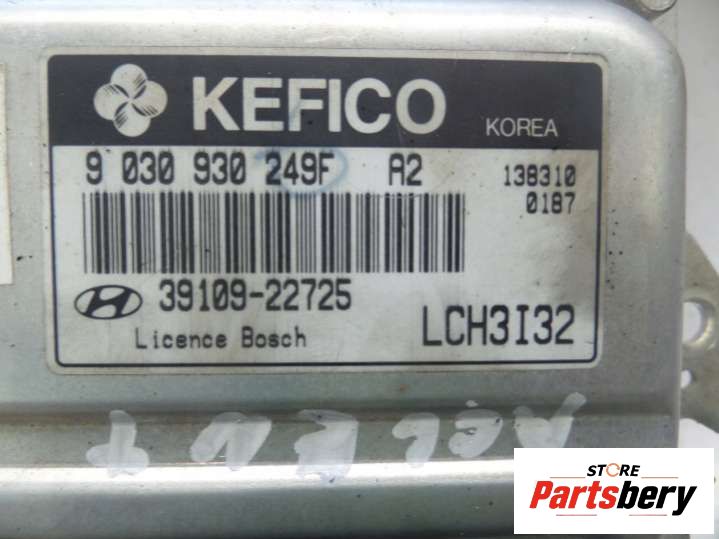 KEFICO KOREA
9 030 930 249F A2 138310
0187
39109-22725 LCH3I32
Licence Bosch
STORE
Partsbery